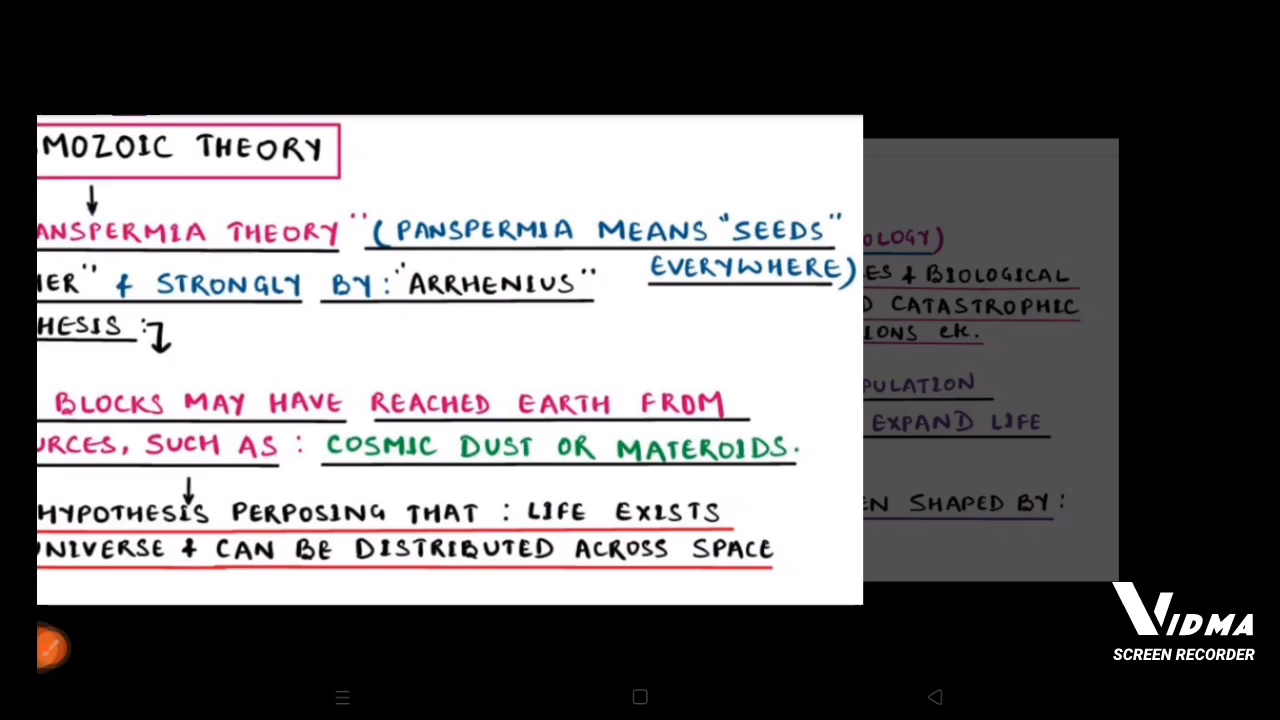 MOZOIC THEORY
ANSPERMIA THEORY" (PANSPERMIA MEANS "SEEDS"
EVERYWHERE)
HER" & STRONGLY BY: "ARRHENIUS"
HESIS :
BLOCKS MAY HAVE REACHED EARTH FROM
URCES, SUCH AS : COSMIC DUST OR MATEROIDS.
HYPOTHESIS PERPOSING THAT : LIFE EXISTS
UNIVERSE & CAN BE DISTRIBUTED ACROSS SPACE
OLOGY)
ES & BIOLOGICAL
D CATASTROPHIC
IONS etc.
PULATION
EXPAND LIFE
EN SHAPED BY:
VIDMA
SCREEN RECORDER